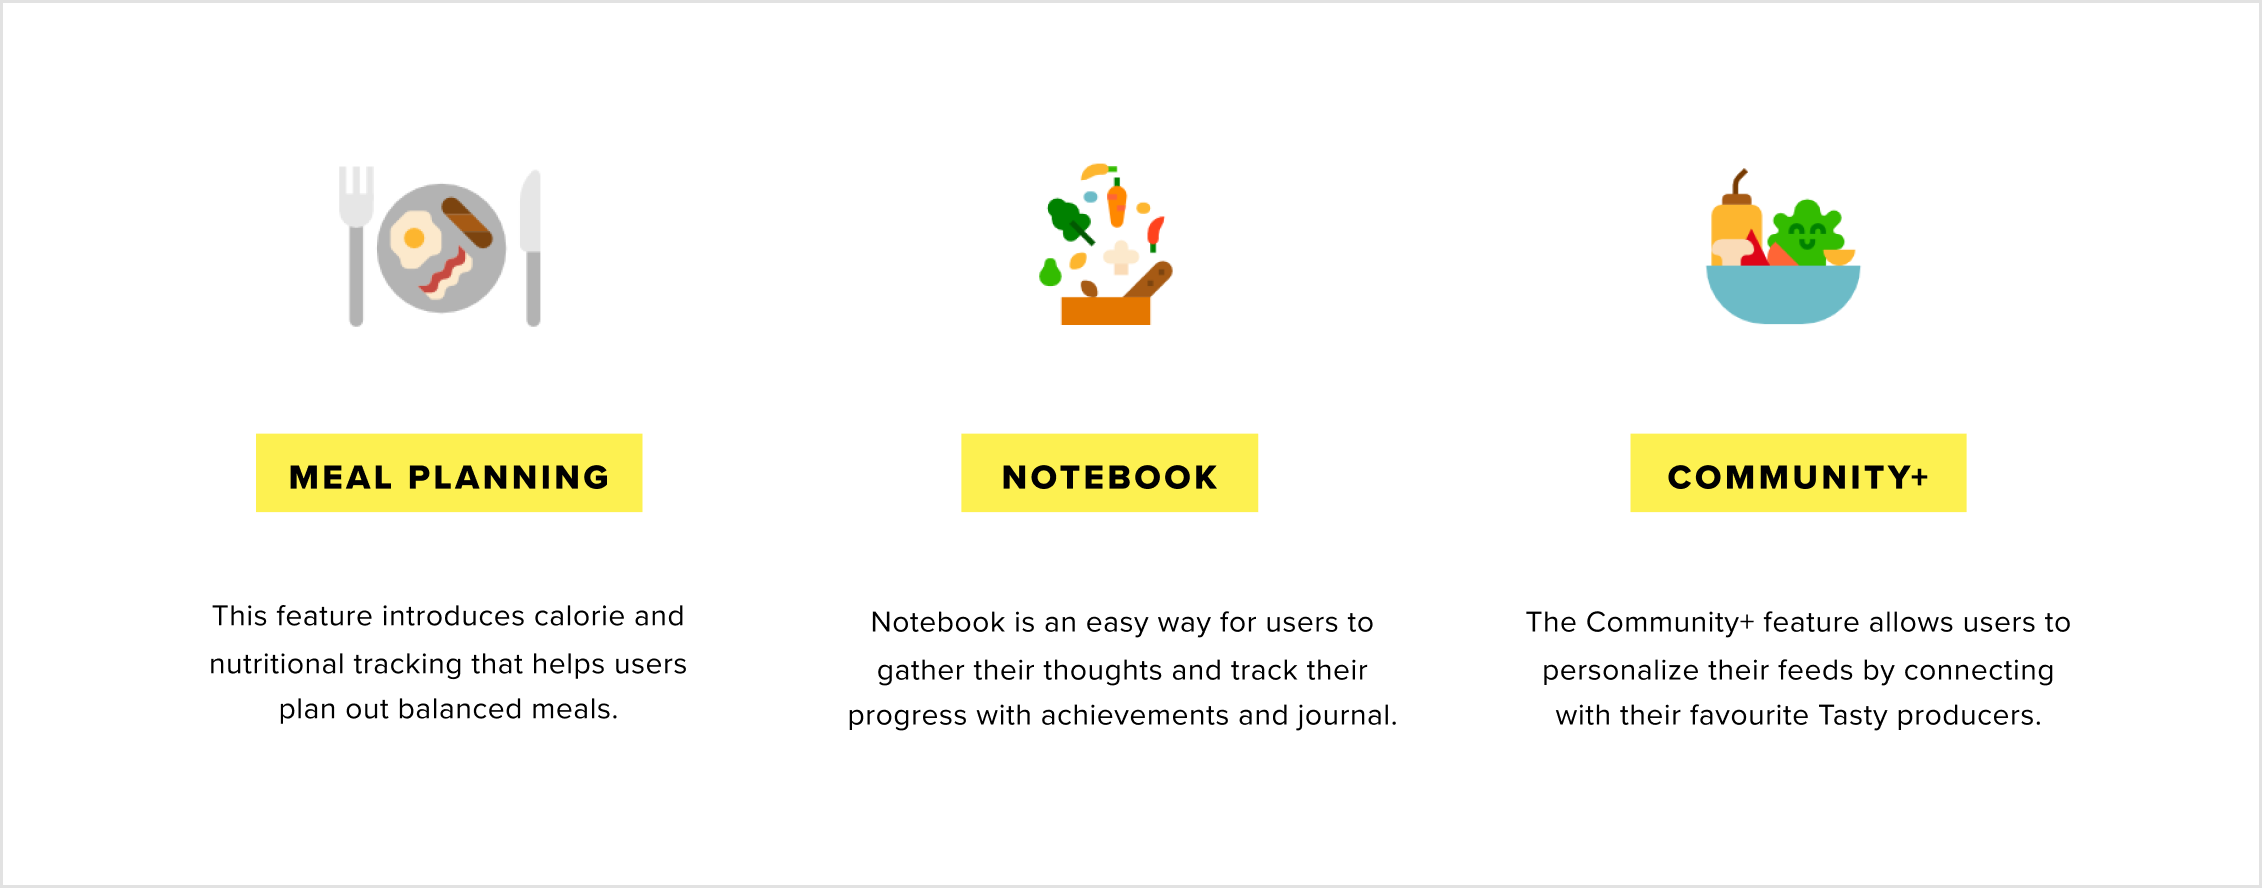 MEAL PLANNING
This feature introduces calorie and
nutritional tracking that helps users
plan out balanced meals.
NOTEBOOK
Notebook is an easy way for users to
gather their thoughts and track their
progress with achievements and journal.
COMMUNITY+
The Community+ feature allows users to
personalize their feeds by connecting
with their favourite Tasty producers.